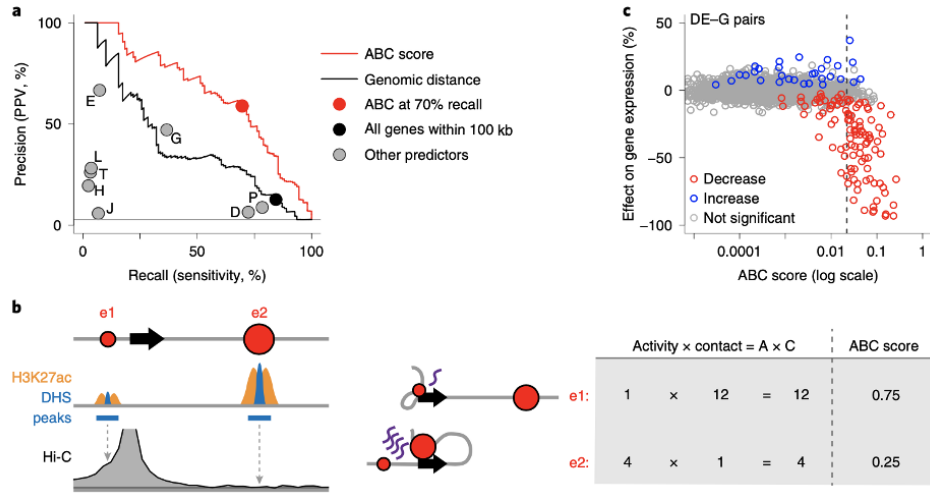 a
100
50
0
Precision (PPV, %)
0
50
100
Recall (sensitivity, %)
E
L
T
H
J
G
D
P
ABC score
Genomic distance
ABC at 70% recall
All genes within 100 kb
Other predictors
c
DE–G pairs
50
0
−50
−100
Effect on gene expression (%)
Decrease
Increase
Not significant
0.0001
0.01
0.1
1
ABC score (log scale)
b
e1
e2
H3K27ac
DHS
peaks
Hi-C
Activity × contact = A × C
ABC score
e1: 1 × 12 = 12 0.75
e2: 4 × 1 = 4 0.25